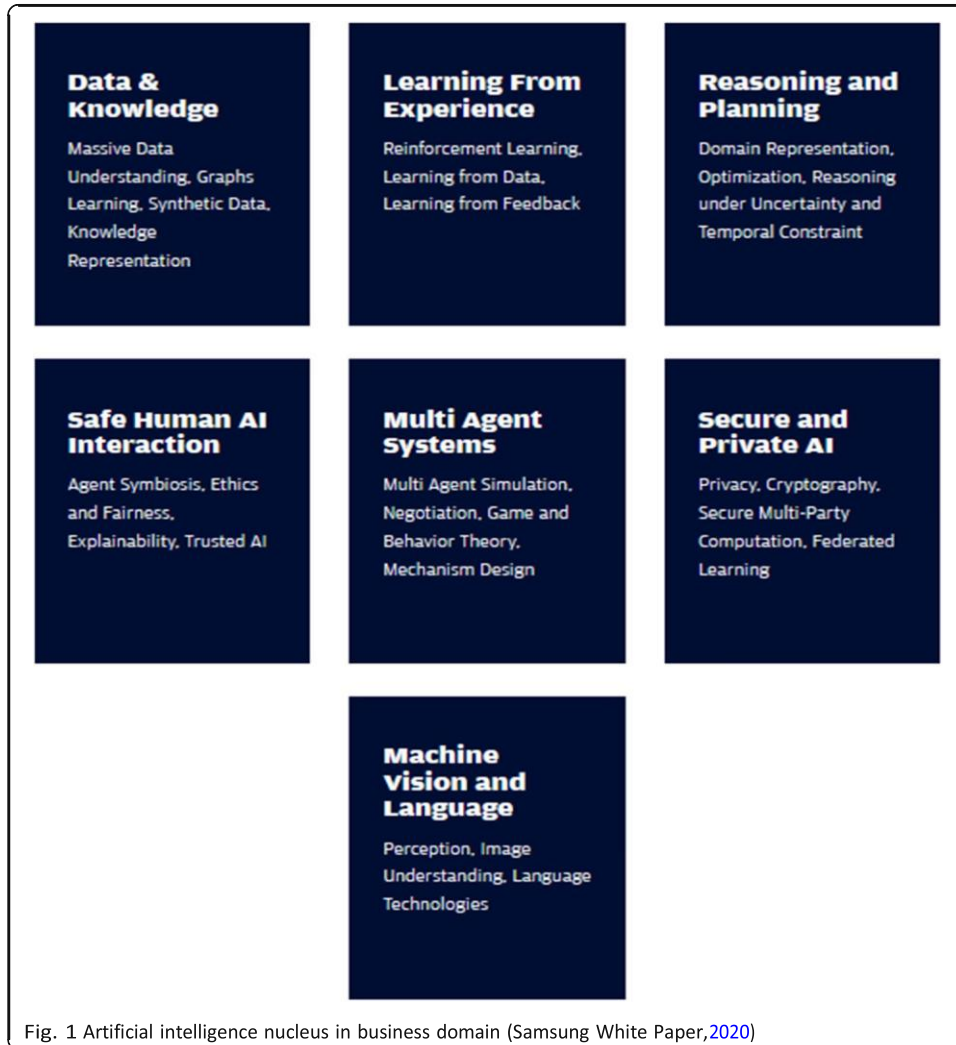 Data &
Knowledge
Massive Data
Understanding, Graphs
Learning, Synthetic Data,
Knowledge
Representation
Learning From
Experience
Reinforcement Learning,
Learning from Data,
Learning from Feedback
Reasoning and
Planning
Domain Representation,
Optimization, Reasoning
under Uncertainty and
Temporal Constraint
Safe Human AI
Interaction
Agent Symbiosis, Ethics
and Fairness,
Explainability, Trusted AI
Multi Agent
Systems
Multi Agent Simulation,
Negotiation, Game and
Behavior Theory,
Mechanism Design
Secure and
Private AI
Privacy, Cryptography,
Secure Multi-Party
Computation, Federated
Learning
Machine
Vision and
Language
Perception, Image
Understanding, Language
Technologies
Fig. 1 Artificial intelligence nucleus in business domain (Samsung White Paper,2020)